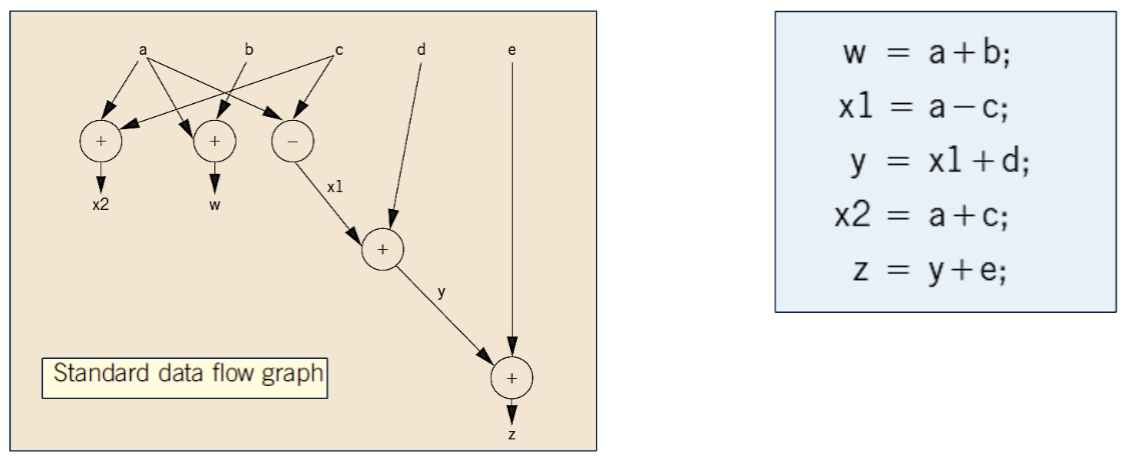 a b c d e
+ + −
x1
x2 w
+
y
Standard data flow graph
+
z
w = a+b;
x1 = a−c;
y = x1+d;
x2 = a+c;
z = y+e;